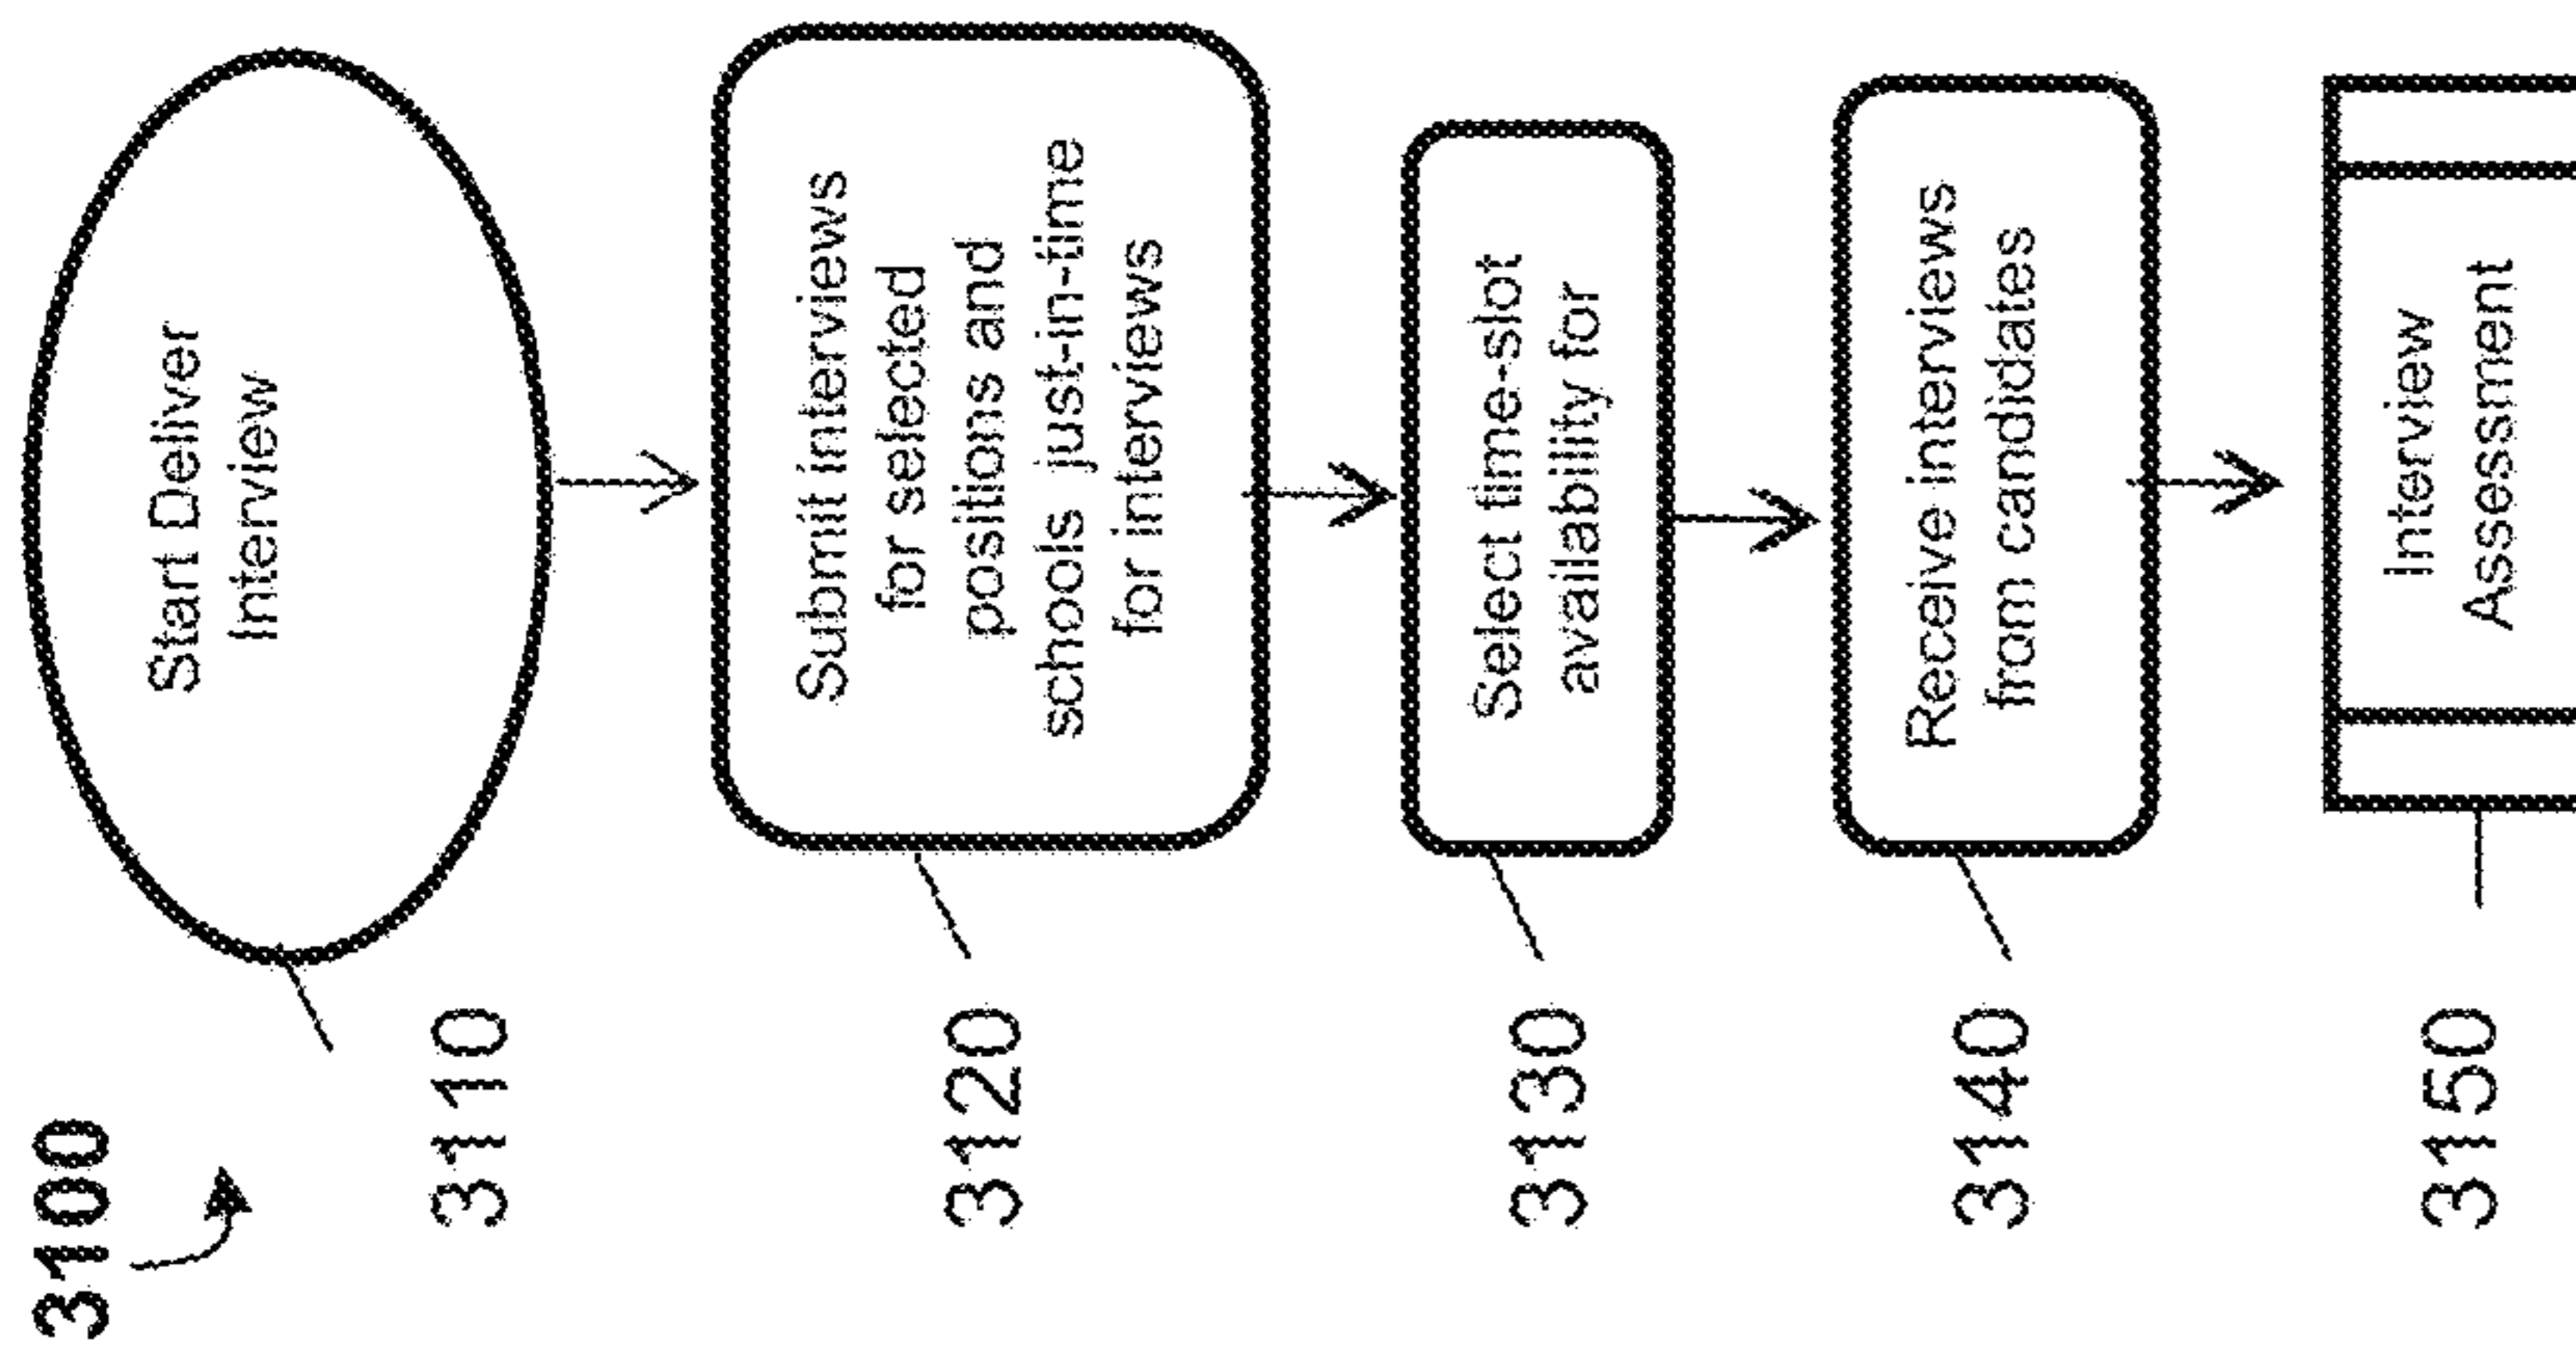 3100
Start Deliver
Interview
3110
Submit interviews
for selected
positions and
schools just-in-time
for interviews
3120
Select time-slot
availability for
3130
Receive interviews
from candidates
3140
Interview
Assessment
3150